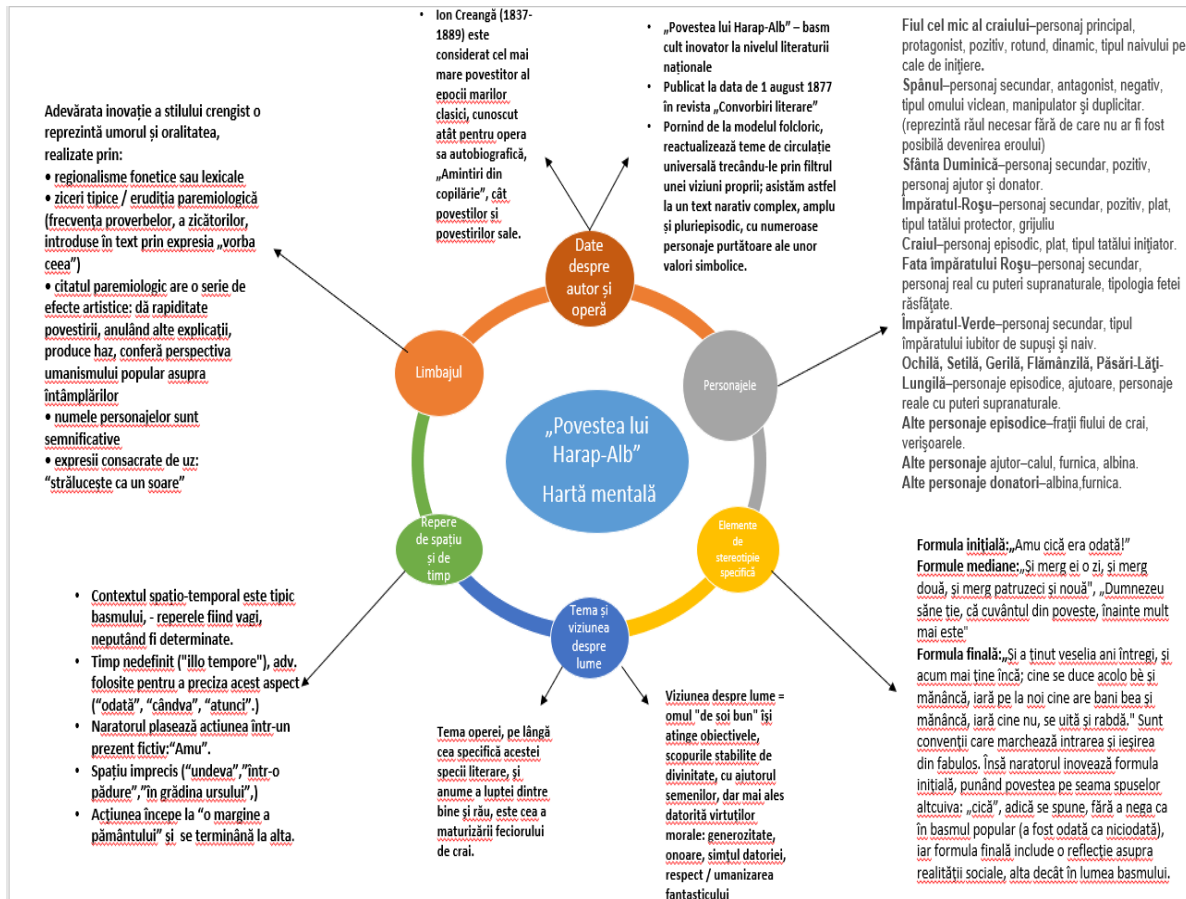 Ion Creangă (1837-
1889) este
considerat cel mai
mare povestitor al
epocii marilor
clasici, cunoscut
atât pentru opera
sa autobiografică,
„Amintiri din
copilărie”, cât
povestilor si
povestirilor sale.
„Povestea lui Harap-Alb” – basm
cult inovator la nivelul literaturii
naționale
Publicat la data de 1 august 1877
în revista „Convorbiri literare”
Pornind de la modelul folcloric,
reactualizează teme de circulație
universală trecându-le prin filtrul
unei viziuni proprii; asistăm astfel
la un text narativ complex, amplu
și pluriepisodic, cu numeroase
personaje purtătoare ale unor
valori simbolice.
Fiul cel mic al craiului–personaj principal,
protagonist, pozitiv, rotund, dinamic, tipul naivului pe
cale de iniţiere.
Spânul–personaj secundar, antagonist, negativ,
tipul omului viclean, manipulator şi duplicitar.
(reprezintă răul necesar fără de care nu ar fi fost
posibilă devenirea eroului)
Sfânta Duminică–personaj secundar, pozitiv,
personaj ajutor şi donator.
Împăratul-Roşu–personaj secundar, pozitiv, plat,
tipul tatălui protector, grijuliu
Craiul–personaj episodic, plat, tipul tatălui iniţiator.
Fata împăratului Roşu–personaj secundar,
personaj real cu puteri supranaturale, tipologia fetei
răsfăţate.
Împăratul-Verde–personaj secundar, tipul
împăratului iubitor de supuşi şi naiv.
Ochilă, Setilă, Gerilă, Flămânzilă, Păsări-Lăţi-
Lungilă–personaje episodice, ajutoare, personaje
reale cu puteri supranaturale.
Alte personaje episodice–fraţii fiului de crai,
verişoarele.
Alte personaje ajutor–calul, furnica, albina.
Alte personaje donatori–albina,furnica.
Adevărata inovație a stilului crengist o
reprezintă umorul și oralitatea,
realizate prin:
• regionalisme fonetice sau lexicale
• ziceri tipice / erudiția paremiologică
(frecvența proverbelor, a zicătorilor,
introduse în text prin expresia „vorba
ceea”)
• citatul paremiologic are o serie de
efecte artistice: dă rapiditate
povestirii, anulând alte explicații,
produce haz, conferă perspectiva
umanismului popular asupra
întâmplărilor
• numele personajelor sunt
semnificative
• expresii consacrate de uz:
“strălucește ca un soare”
Date
despre
autor și
operă
Limbajul
Personajele
„Povestea lui
Harap-Alb”
Hartă mentală
Repere
de spațiu
și de
timp
Elemente
de
stereotipie
specifică
Tema și
viziunea
despre
lume
Contextul spațio-temporal este tipic
basmului, - reperele fiind vagi,
neputând fi determinate.
Timp nedefinit ("illo tempore"), adv.
folosite pentru a preciza acest aspect
(“odată”, “cândva”, “atunci”.)
Naratorul plasează actiunea într-un
prezent fictiv:“Amu”.
Spațiu imprecis (“undeva”,”într-o
pădure”,”în grădina ursului”,)
Acțiunea începe la “o margine a
pământului” şi se terminână la alta.
Tema operei, pe lângă
cea specifică acestei
specii literare, și
anume a luptei dintre
bine și rău, este cea a
maturizării feciorului
de crai.
Viziunea despre lume =
omul "de soi bun" își
atinge obiectivele,
scopurile stabilite de
divinitate, cu ajutorul
semenilor, dar mai ales
datorită virtuților
morale: generozitate,
onoare, simțul datoriei,
respect / umanizarea
fantasticului
Formula inițială:„Amu cică era odată!”
Formule mediane:„Și merg ei o zi, și merg
două, și merg patruzeci și nouă", „Dumnezeu
săne ție, că cuvântul din poveste, înainte mult
mai este"
Formula finală:„Și a ținut veselia ani întregi, și
acum mai ține încă; cine se duce acolo bè și
mănâncă, iară pe la noi cine are bani bea și
mănâncă, iară cine nu, se uită și rabdă." Sunt
convenții care marchează intrarea și ieșirea
din fabulos. Însă naratorul inovează formula
inițială, punând povestea pe seama spuselor
altcuiva: „cică”, adică se spune, fără a nega ca
în basmul popular (a fost odată ca niciodată),
iar formula finală include o reflecție asupra
realității sociale, alta decât în lumea basmului.